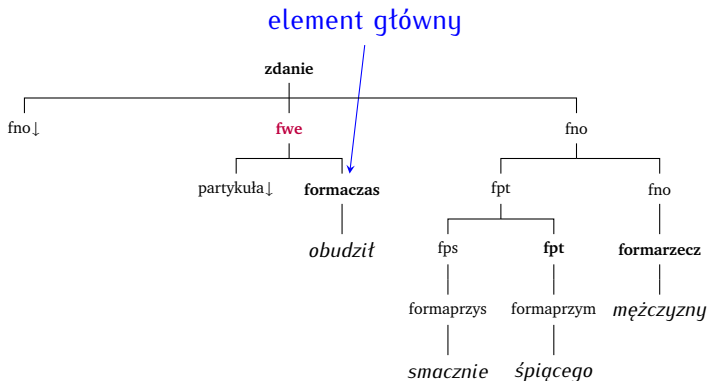 element główny
zdanie
fno↓ fwe fno
partykuła↓ formaczas fpt fno
obudził fps fpt formarzecz
formaprzys formaprzym mężczyzny
smacznie śpiącego